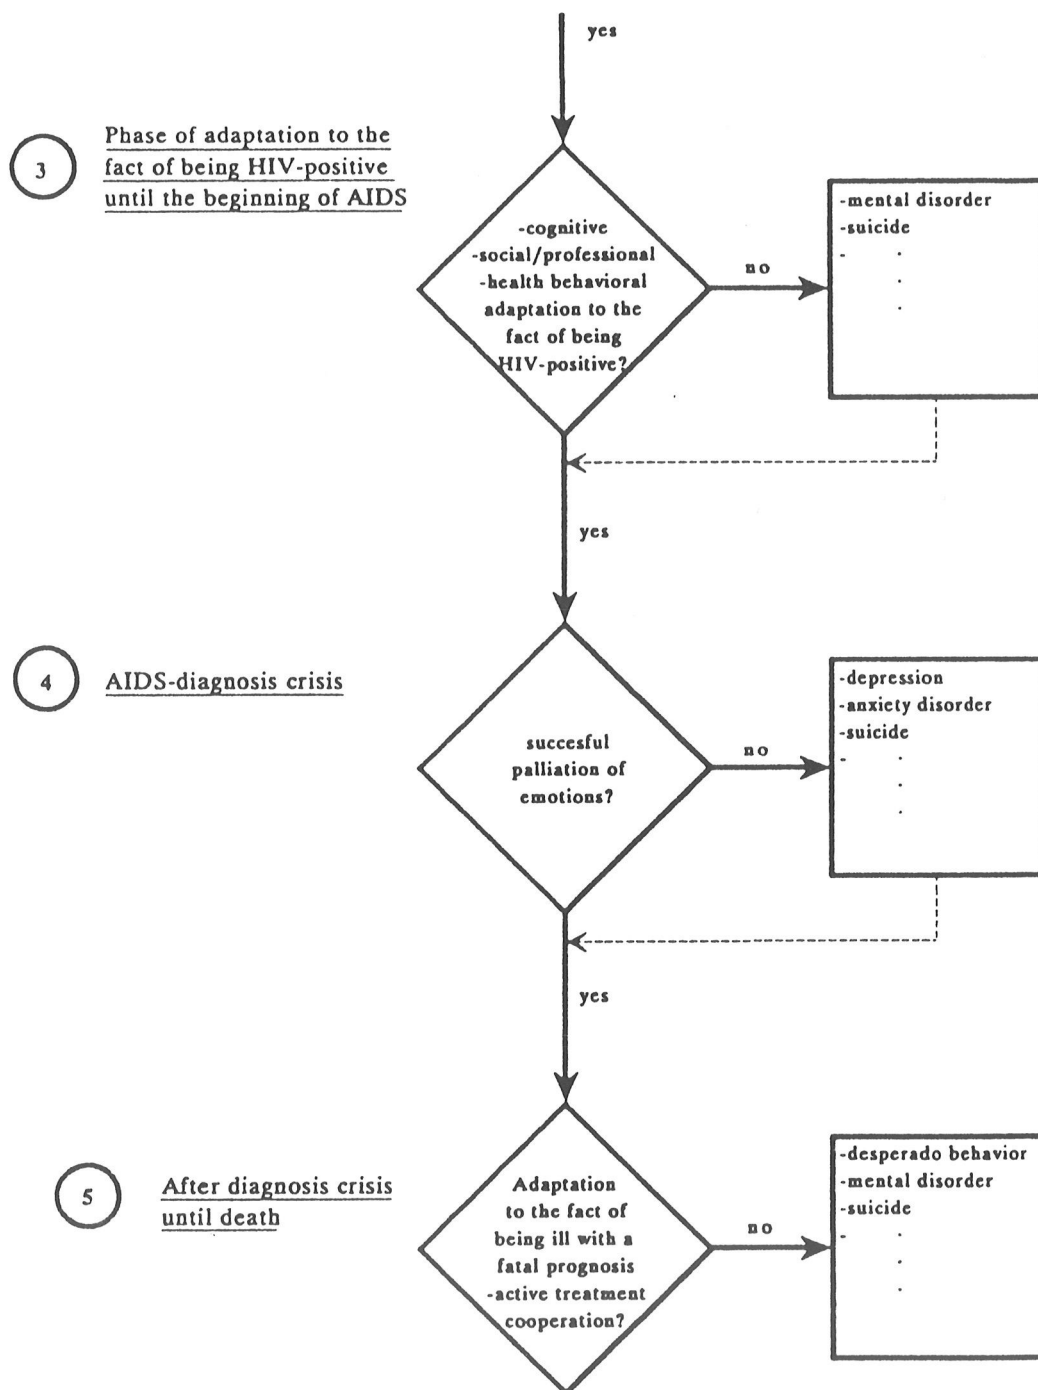 yes
3
Phase of adaptation to the
fact of being HIV-positive
until the beginning of AIDS
-cognitive
-social/professional
-health behavioral
adaptation to the
fact of being
HIV-positive?
no
-mental disorder
-suicide
- .
.
.
yes
4
AIDS-diagnosis crisis
succesful
palliation of
emotions?
no
-depression
-anxiety disorder
-suicide
- .
.
.
yes
5
After diagnosis crisis
until death
Adaptation
to the fact of
being ill with a
fatal prognosis
-active treatment
cooperation?
no
-desperado behavior
-mental disorder
-suicide
- .
.
.